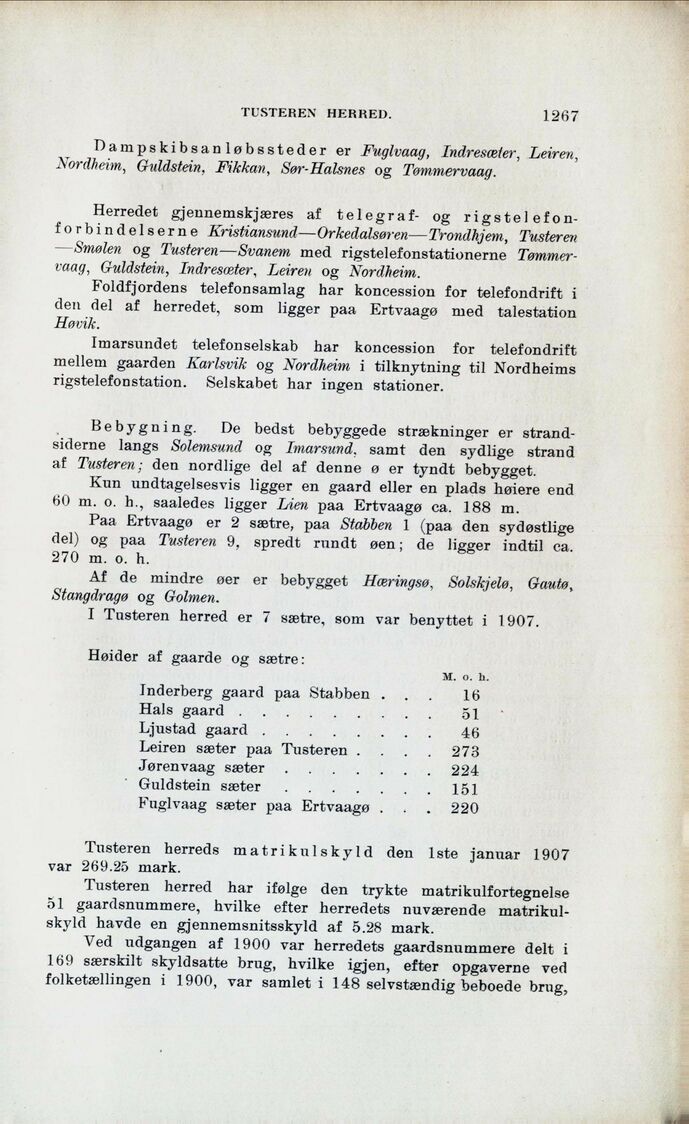 TUSTEREN HERRED. 1267
Dampskibsanløbssteder er Fuglvaag, Indresæter, Leiren,
Nordheim, Guldstein, Fikkan, Sør-Halsnes og Tømmervaag.
Herredet gjennemskjæres af telegraf- og rigstelefon-
forbindelserne Kristiansund—Orkedalsøren—Trondhjem, Tusteren
—Smølen og Tusteren—Svanem med rigstelefonstationerne Tømmer-
vaag, Guldstein, Indresæter, Leiren og Nordheim.
Foldfjordens telefonsamlag har koncession for telefondrift i
den del af herredet, som ligger paa Ertvaagø med talestation
Høvik.
Imarsundet telefonselskab har koncession for telefondrift
mellem gaarden Karlsvik og Nordheim i tilknytning til Nordheims
rigstelefonstation. Selskabet har ingen stationer.
Bebygning. De bedst bebyggede strækninger er strand-
siderne langs Solemsund og Imarsund, samt den sydlige strand
af Tusteren; den nordlige del af denne ø er tyndt bebygget.
Kun undtagelsesvis ligger en gaard eller en plads høiere end
60 m. o. h., saaledes ligger Lien paa Ertvaagø ca. 188 m.
Paa Ertvaagø er 2 sætre, paa Stabben 1 (paa den sydøstlige
del) og paa Tusteren 9, spredt rundt øen; de ligger indtil ca.
270 m. o. h.
Af de mindre øer er bebygget Hæringsø, Solskjelø, Gautø,
Stangdragø og Golmen.
I Tusteren herred er 7 sætre, som var benyttet i 1907.
Høider af gaarde og sætre:
M. o. h.
Inderberg gaard paa Stabben . . . 16
Hals gaard . . . . . . . . . 51
Ljustad gaard . . . . . . . . 46
Leiren sæter paa Tusteren . . . . 273
Jørenvaag sæter . . . . . . . 224
Guldstein sæter . . . . . . . 151
Fuglvaag sæter paa Ertvaagø . . . 220
Tusteren herreds matrikulskyld den 1ste januar 1907
var 269.25 mark.
Tusteren herred har ifølge den trykte matrikulfortegnelse
51 gaardsnummere, hvilke efter herredets nuværende matrikul-
skyld havde en gjennemsnitsskyld af 5.28 mark.
Ved udgangen af 1900 var herredets gaardsnummere delt i
169 særskilt skyldsatte brug, hvilke igjen, efter opgaverne ved
folketællingen i 1900, var samlet i 148 selvstændig beboede brug,